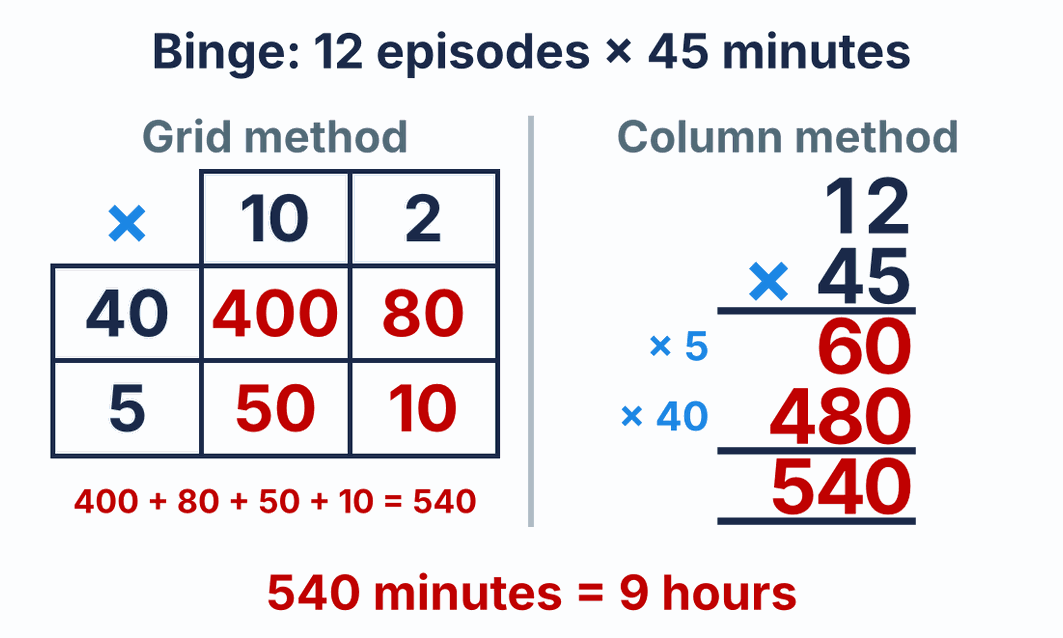 Binge: 12 episodes × 45 minutes
Grid method
× 10 2
40 400 80
5 50 10
400 + 80 + 50 + 10 = 540
Column method
12
× 45
× 5 60
× 40 480
540
540 minutes = 9 hours